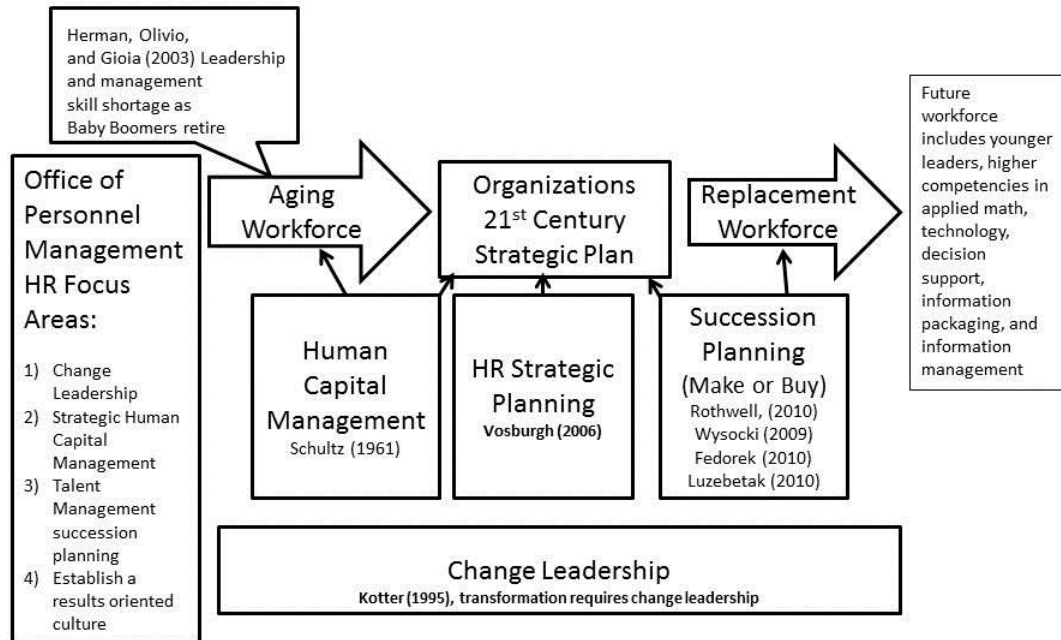 Herman, Olivio,
and Gioia (2003) Leadership
and management
skill shortage as
Baby Boomers retire
Office of
Personnel
Management
HR Focus
Areas:
1) Change
Leadership
2) Strategic Human
Capital
Management
3) Talent
Management
succession
planning
4) Establish a
results oriented
culture
Aging
Workforce
Organizations
21st Century
Strategic Plan
Replacement
Workforce
Future
workforce
includes younger
leaders, higher
competencies in
applied math,
technology,
decision
support,
information
packaging, and
information
management
Human
Capital
Management
Schultz (1961)
HR Strategic
Planning
Vosburgh (2006)
Succession
Planning
(Make or Buy)
Rothwell, (2010)
Wysocki (2009)
Fedorek (2010)
Luzebetak (2010)
Change Leadership
Kotter (1995), transformation requires change leadership